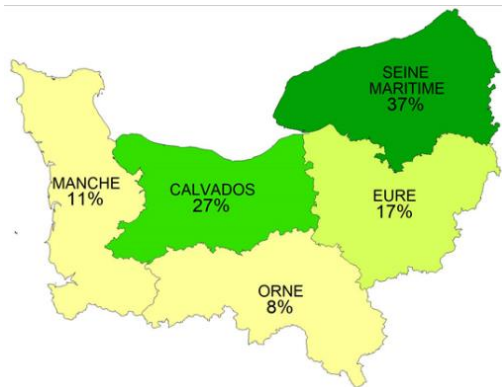 SEINE
MARITIME
37%
MANCHE
11%
CALVADOS
27%
EURE
17%
ORNE
8%